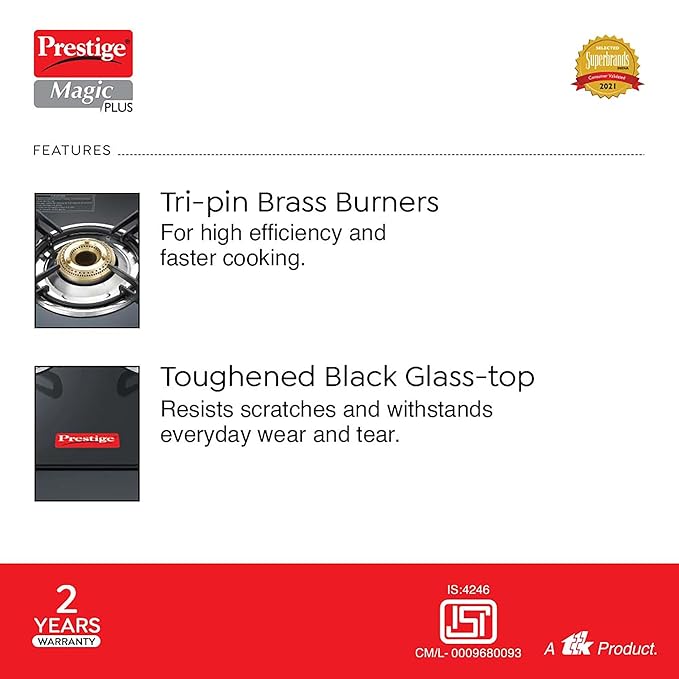 Prestige
Magic
PLUS
SELECTED
Superbrands
INDIA
Consumer Validated
2021
FEATURES
Tri-pin Brass Burners
For high efficiency and
faster cooking.
Toughened Black Glass-top
Resists scratches and withstands
everyday wear and tear.
Prestige
2
YEARS
WARRANTY
IS:4246
ISI
CM/L- 0009680093
A ttk Product.